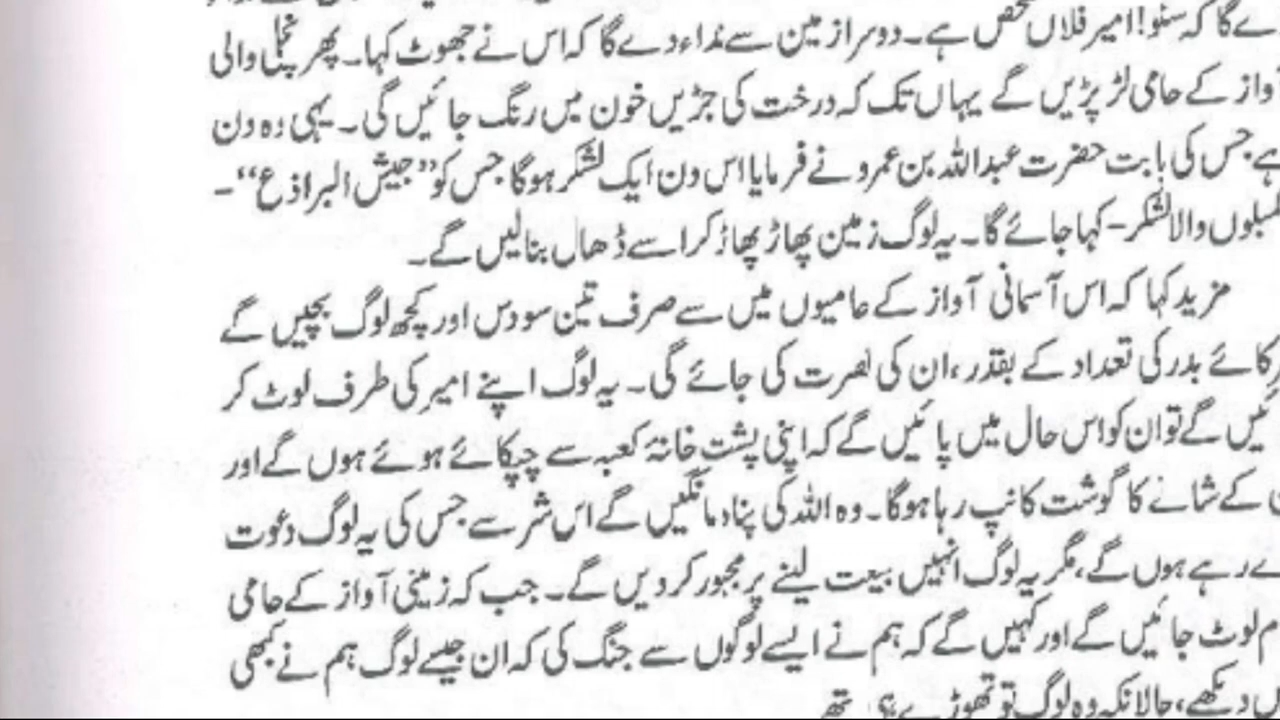 دے گا کہ سنو! امیر فلاں شخص ہے۔ دوسرا زمین سے نداء دے گا کہ اس نے جھوٹ کہا۔ پھر نچلی والی
آواز کے حامی لڑ پڑیں گے یہاں تک کہ درخت کی جڑیں خون میں رنگ جائیں گی۔ یہی وہ دن
ہے جس کی بابت حضرت عبداللہ بن عمرو نے فرمایا اس دن ایک لشکر ہوگا جس کو ”جیش البراذع“ -
کمبلوں والا لشکر- کہا جائے گا۔ یہ لوگ زمین پھاڑ پھاڑ کر اسے ڈھال بنالیں گے۔
مزید کہا کہ اس آسمانی آواز کے حامیوں میں سے صرف تین سو دس اور کچھ لوگ بچیں گے
شرکائے بدر کی تعداد کے بقدر، ان کی نصرت کی جائے گی۔ یہ لوگ اپنے امیر کی طرف لوٹ کر
آئیں گے تو ان کو اس حال میں پائیں گے کہ اپنی پشت خانۂ کعبہ سے چپکائے ہوئے ہوں گے اور
کے شانے کا گوشت کانپ رہا ہوگا۔ وہ اللہ کی پناہ مانگیں گے اس شر سے جس کی یہ لوگ دعوت
دے رہے ہوں گے، مگر یہ لوگ انہیں بیعت لینے پر مجبور کردیں گے۔ جب کہ زمینی آواز کے حامی
لوٹ جائیں گے اور کہیں گے کہ ہم نے ایسے لوگوں سے جنگ کی کہ ان جیسے لوگ ہم نے کبھی
دیکھے، حالانکہ وہ لوگ تو تھوڑے ہی تھے